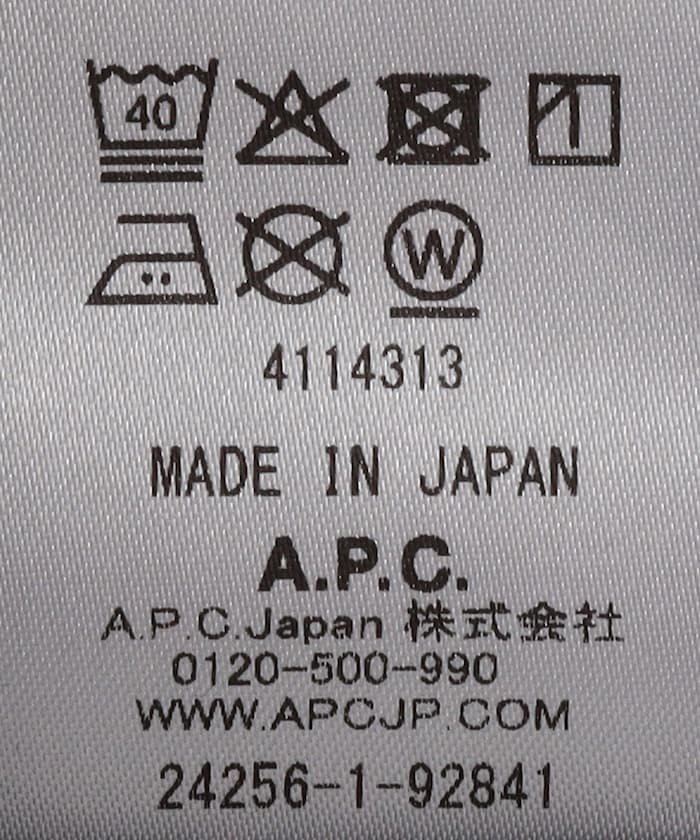 40
W
4114313
MADE IN JAPAN
A.P.C.
A.P.C.Japan 株式会社
0120-500-990
WWW.APCJP.COM
24256-1-92841